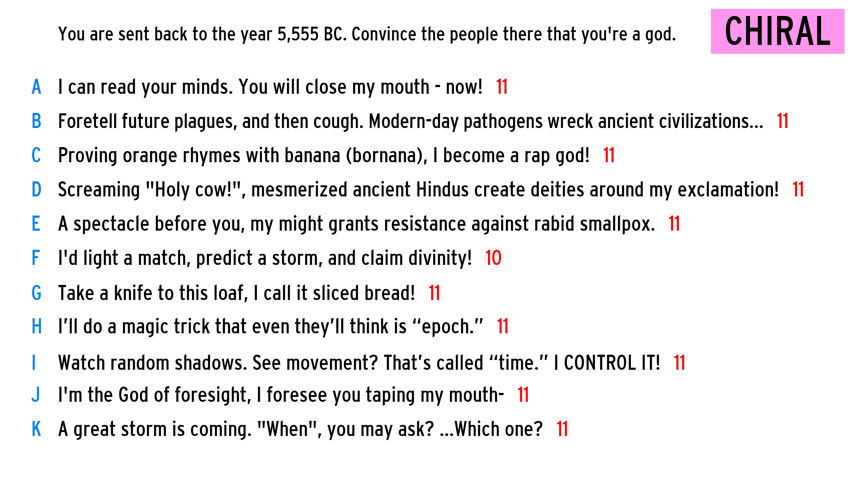 You are sent back to the year 5,555 BC. Convince the people there that you're a god.
CHIRAL
A I can read your minds. You will close my mouth - now! 11
B Foretell future plagues, and then cough. Modern-day pathogens wreck ancient civilizations... 11
C Proving orange rhymes with banana (bornana), I become a rap god! 11
D Screaming "Holy cow!", mesmerized ancient Hindus create deities around my exclamation! 11
E A spectacle before you, my might grants resistance against rabid smallpox. 11
F I'd light a match, predict a storm, and claim divinity! 10
G Take a knife to this loaf, I call it sliced bread! 11
H I’ll do a magic trick that even they’ll think is “epoch.” 11
I Watch random shadows. See movement? That’s called “time.” I CONTROL IT! 11
J I'm the God of foresight, I foresee you taping my mouth- 11
K A great storm is coming. "When", you may ask? ...Which one? 11